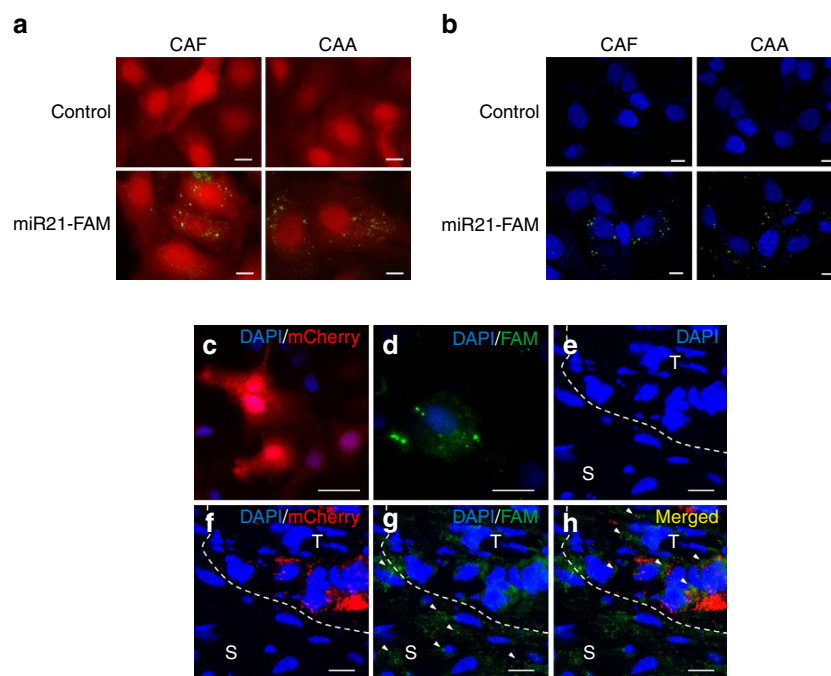 a
CAF CAA
Control
miR21-FAM
b
CAF CAA
Control
miR21-FAM
c DAPI/mCherry
d DAPI/FAM
e DAPI
T
S
f DAPI/mCherry
T
S
g DAPI/FAM
T
S
h Merged
T
S